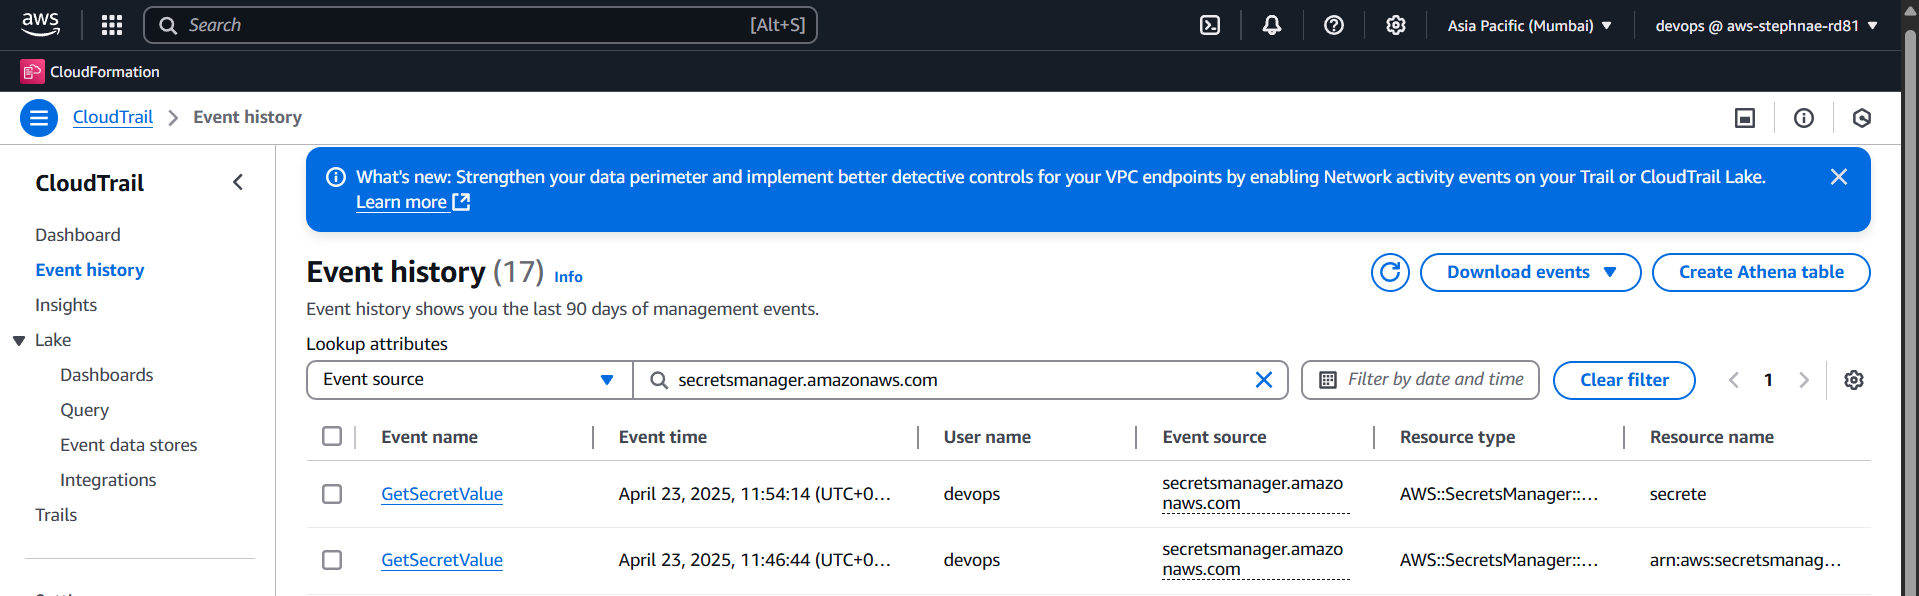 aws
Search
[Alt+S]
Asia Pacific (Mumbai)
devops @ aws-stephnae-rd81
CloudFormation
CloudTrail
Event history
CloudTrail
Dashboard
Event history
Insights
Lake
Dashboards
Query
Event data stores
Integrations
Trails
What's new: Strengthen your data perimeter and implement better detective controls for your VPC endpoints by enabling Network activity events on your Trail or CloudTrail Lake.
Learn more
Event history (17) Info
Download events
Create Athena table
Event history shows you the last 90 days of management events.
Lookup attributes
Event source
secretsmanager.amazonaws.com
Filter by date and time
Clear filter
1
Event name
Event time
User name
Event source
Resource type
Resource name
GetSecretValue
April 23, 2025, 11:54:14 (UTC+0…
devops
secretsmanager.amazo
naws.com
AWS::SecretsManager::…
secrete
GetSecretValue
April 23, 2025, 11:46:44 (UTC+0…
devops
secretsmanager.amazo
naws.com
AWS::SecretsManager::…
arn:aws:secretsmanag…